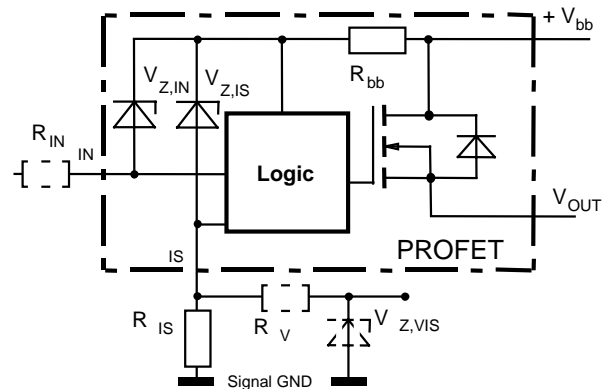 + V bb
V Z,IN
V Z,IS
R bb
R IN
IN
Logic
V OUT
PROFET
IS
R IS
R V
V Z,VIS
Signal GND